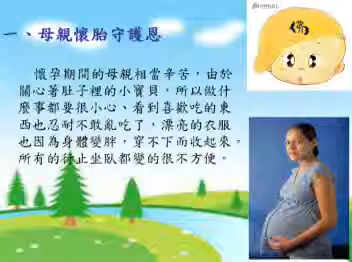 一、母親懷胎守護恩
懷孕期間的母親相當辛苦，由於
關心著肚子裡的小寶貝，所以做什
麼事都要很小心、看到喜歡吃的東
西也忍耐不敢亂吃了，漂亮的衣服
也因為身體變胖，穿不下而收起來。
所有的行止坐臥都變的很不方便。
佛